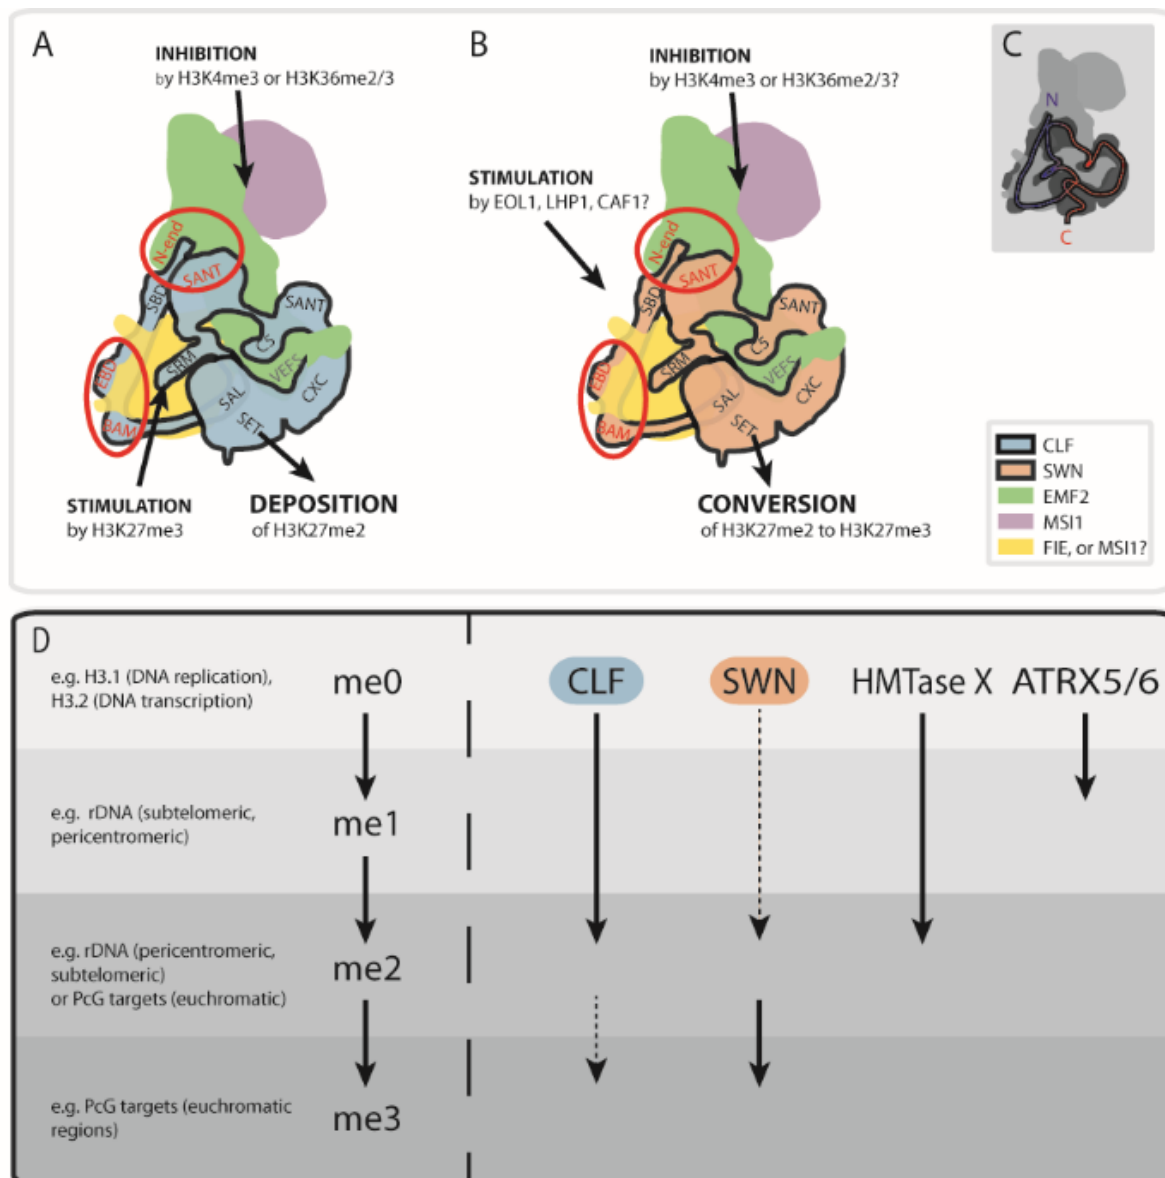 A
INHIBITION
by H3K4me3 or H3K36me2/3
N-end
SANT
SBD
SANT
EBD
SRM
C5
VEFS
SAL
CXC
BAM
SET
STIMULATION
by H3K27me3
DEPOSITION
of H3K27me2
B
INHIBITION
by H3K4me3 or H3K36me2/3?
STIMULATION
by EOL1, LHP1, CAF1?
N-end
SANT
SBD
SANT
EBD
SRM
C5
VEFS
SAL
CXC
BAM
SET
CONVERSION
of H3K27me2 to H3K27me3
C
N
C
CLF
SWN
EMF2
MSI1
FIE, or MSI1?
D
e.g. H3.1 (DNA replication),
H3.2 (DNA transcription)
me0
CLF
SWN
HMTase X
ATRX5/6
e.g. rDNA (subtelomeric,
pericentromeric)
me1
e.g. rDNA (pericentromeric,
subtelomeric)
or PcG targets (euchromatic)
me2
e.g. PcG targets (euchromatic
regions)
me3